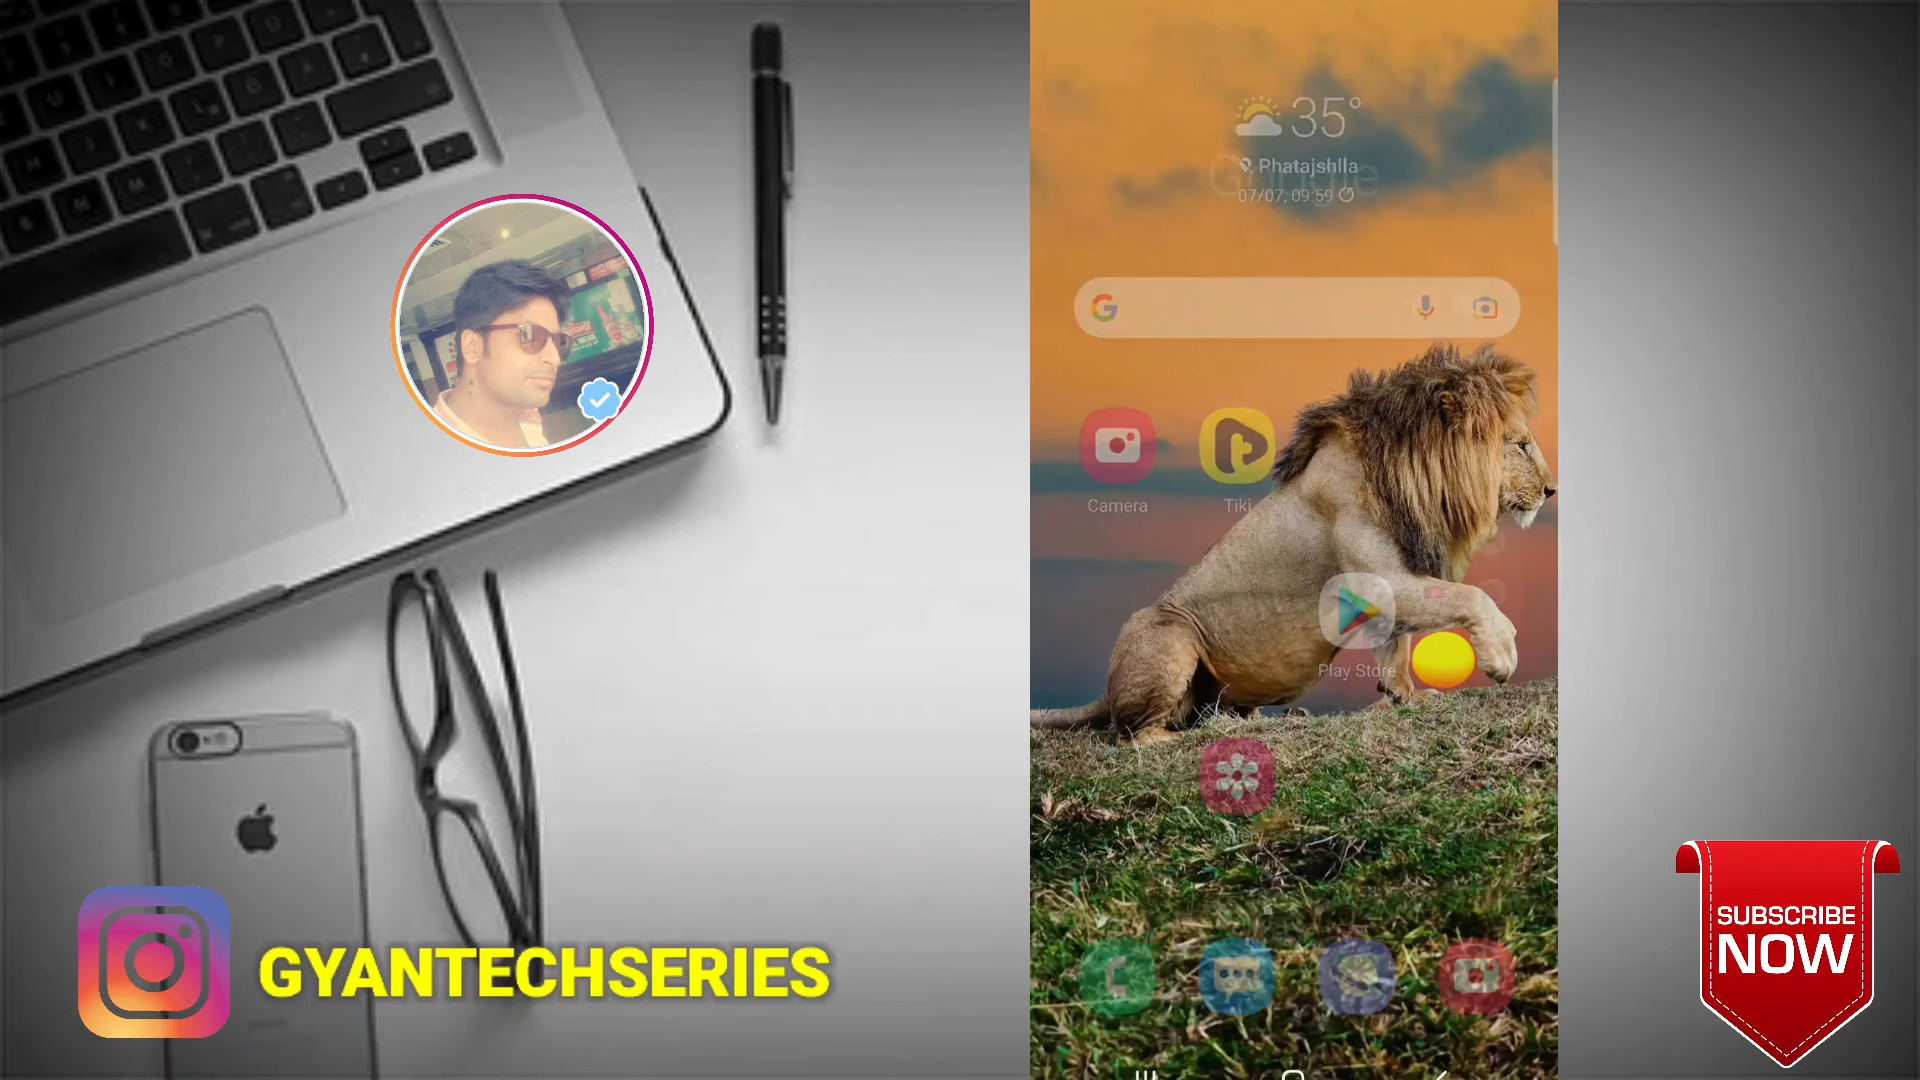 35°
Phatajshlla
07/07, 09:59
Camera
Tiki
Play Store
GYANTECHSERIES
SUBSCRIBE
NOW